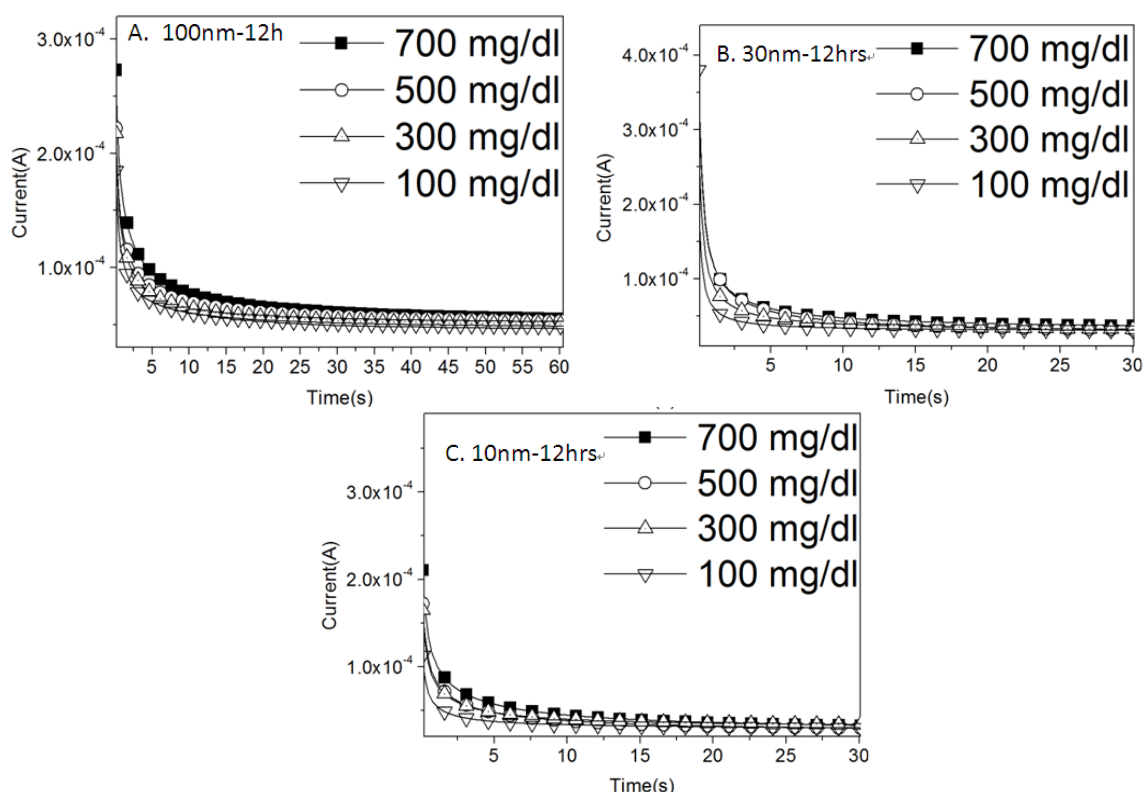 A. 100nm-12h
700 mg/dl
500 mg/dl
300 mg/dl
100 mg/dl
3.0x10⁻⁴
2.0x10⁻⁴
1.0x10⁻⁴
Current(A)
5 10 15 20 25 30 35 40 45 50 55 60
Time(s)
B. 30nm-12hrs
700 mg/dl
500 mg/dl
300 mg/dl
100 mg/dl
4.0x10⁻⁴
3.0x10⁻⁴
2.0x10⁻⁴
1.0x10⁻⁴
Current(A)
5 10 15 20 25 30
Time(s)
C. 10nm-12hrs
700 mg/dl
500 mg/dl
300 mg/dl
100 mg/dl
3.0x10⁻⁴
2.0x10⁻⁴
1.0x10⁻⁴
Current(A)
5 10 15 20 25 30
Time(s)